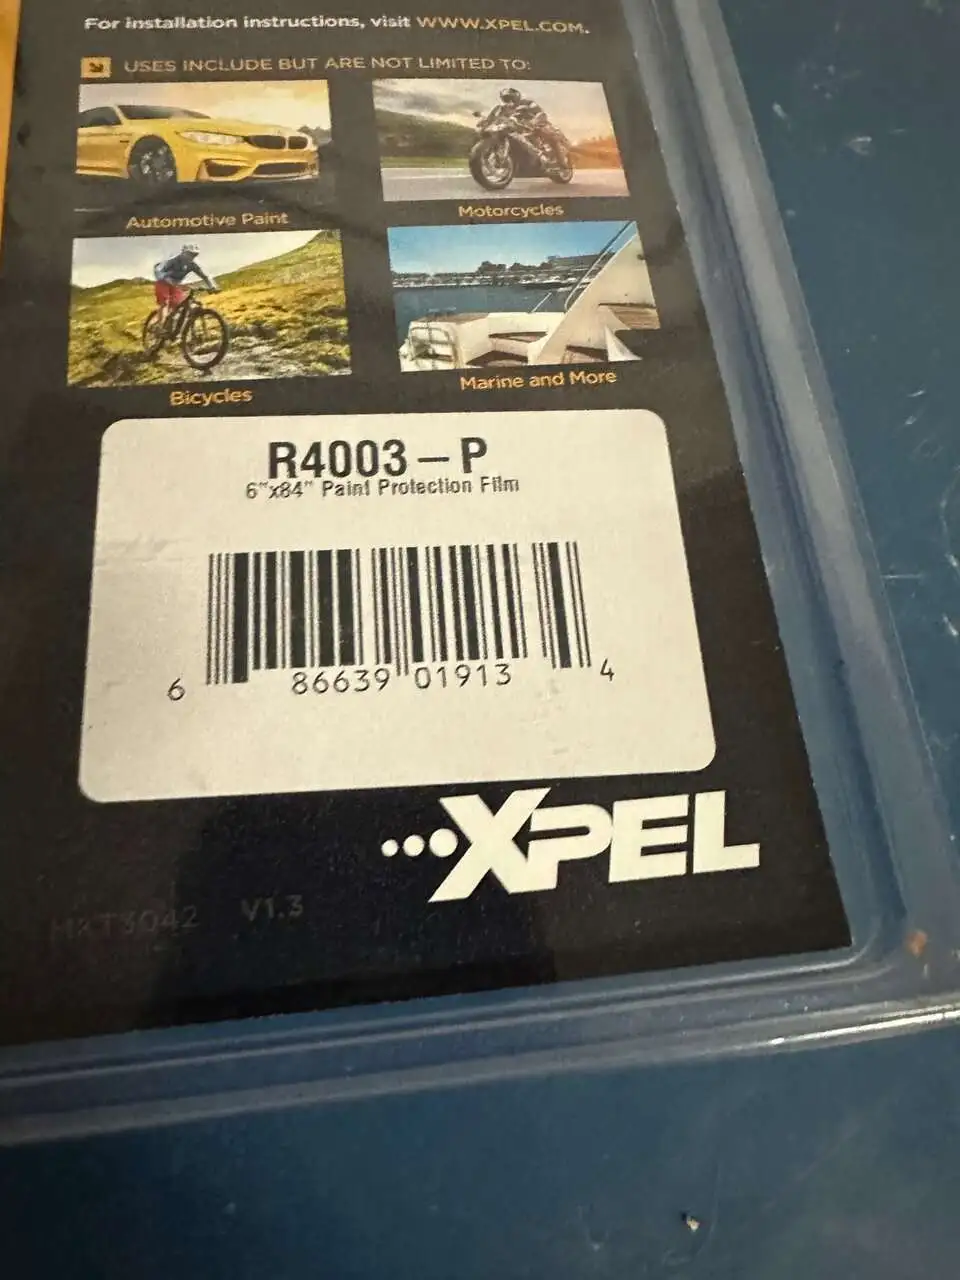 For installation instructions, visit WWW.XPEL.COM.
USES INCLUDE BUT ARE NOT LIMITED TO:
Automotive Paint
Motorcycles
Bicycles
Marine and More
R4003 – P
6"x84" Paint Protection Film
6 86639 01913 4
XPEL
V1.3